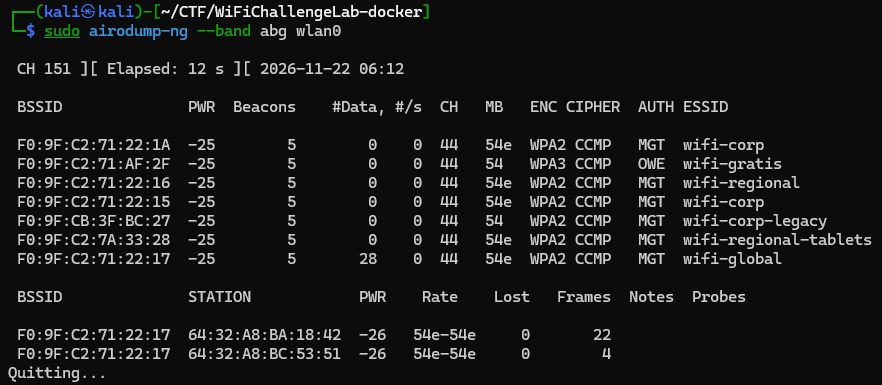 ┌──(kali㉿kali)-[~/CTF/WiFiChallengeLab-docker]
└─$ sudo airodump-ng --band abg wlan0
CH 151 ][ Elapsed: 12 s ][ 2026-11-22 06:12
BSSID              PWR  Beacons    #Data, #/s  CH   MB   ENC CIPHER  AUTH ESSID
F0:9F:C2:71:22:1A  -25        5        0    0  44   54e  WPA2 CCMP   MGT  wifi-corp
F0:9F:C2:71:AF:2F  -25        5        0    0  44   54   WPA3 CCMP   OWE  wifi-gratis
F0:9F:C2:71:22:16  -25        5        0    0  44   54e  WPA2 CCMP   MGT  wifi-regional
F0:9F:C2:71:22:15  -25        5        0    0  44   54e  WPA2 CCMP   MGT  wifi-corp
F0:9F:CB:3F:BC:27  -25        5        0    0  44   54   WPA2 CCMP   MGT  wifi-corp-legacy
F0:9F:C2:7A:33:28  -25        5        0    0  44   54e  WPA2 CCMP   MGT  wifi-regional-tablets
F0:9F:C2:71:22:17  -25        5       28    0  44   54e  WPA2 CCMP   MGT  wifi-global
BSSID              STATION            PWR    Rate    Lost   Frames  Notes  Probes
F0:9F:C2:71:22:17  64:32:A8:BA:18:42  -26   54e-54e     0       22
F0:9F:C2:71:22:17  64:32:A8:BC:53:51  -26   54e-54e     0        4
Quitting...